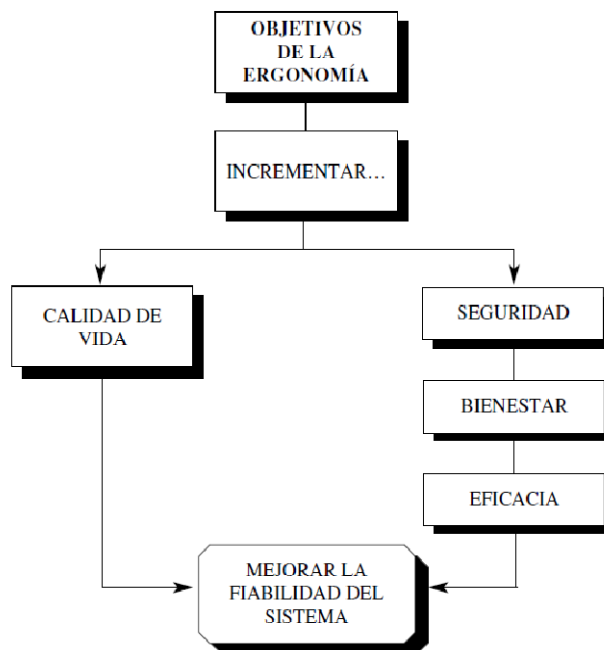 OBJETIVOS
DE LA
ERGONOMÍA
INCREMENTAR…
CALIDAD DE
VIDA
SEGURIDAD
BIENESTAR
EFICACIA
MEJORAR LA
FIABILIDAD DEL
SISTEMA